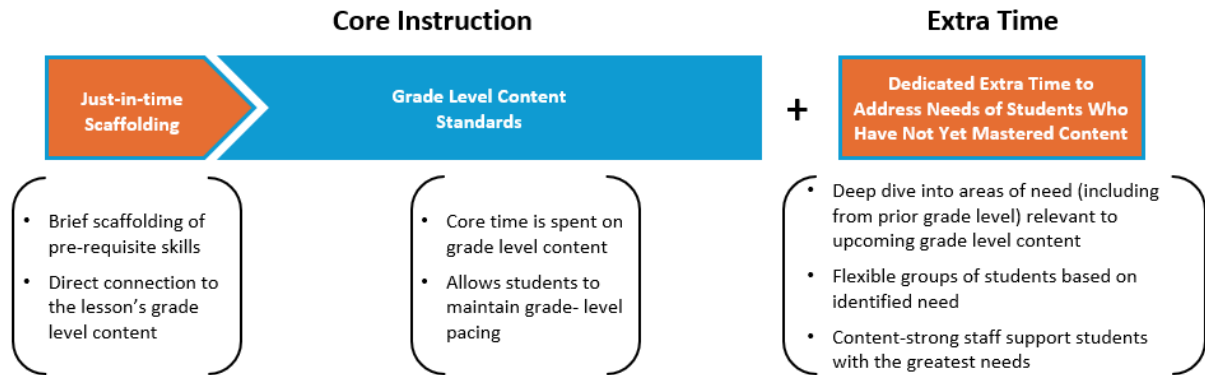 Core Instruction
Extra Time
Just-in-time
Scaffolding
Grade Level Content
Standards
+
Dedicated Extra Time to
Address Needs of Students Who
Have Not Yet Mastered Content
• Brief scaffolding of
pre-requisite skills
• Direct connection to
the lesson’s grade
level content
• Core time is spent on
grade level content
• Allows students to
maintain grade- level
pacing
• Deep dive into areas of need (including
from prior grade level) relevant to
upcoming grade level content
• Flexible groups of students based on
identified need
• Content-strong staff support students
with the greatest needs